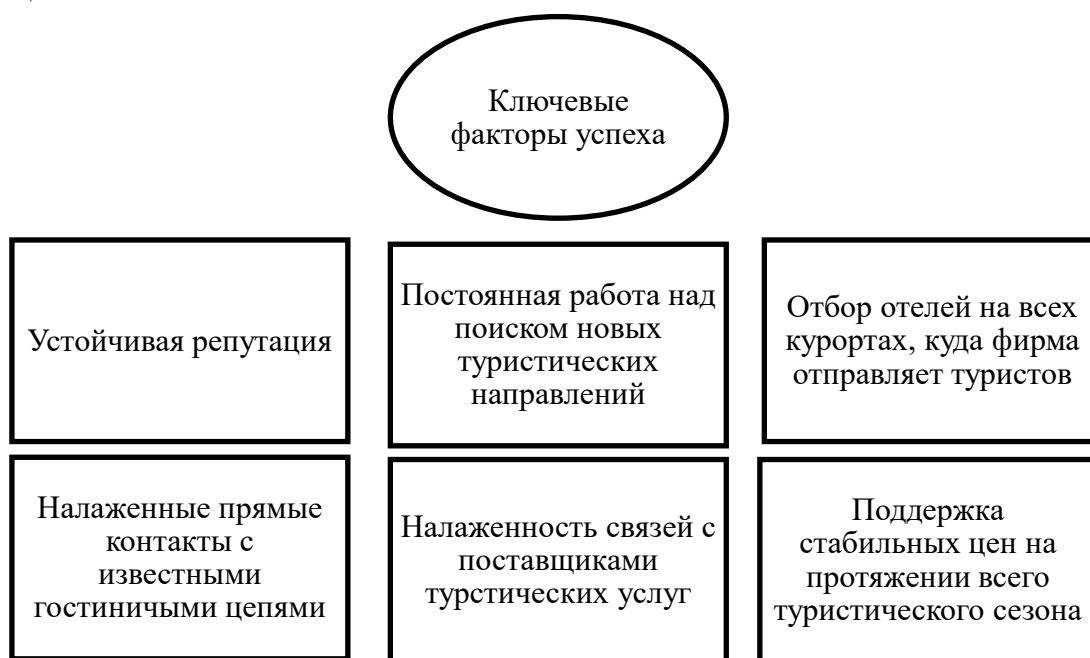 Ключевые
факторы успеха
Устойчивая репутация
Постоянная работа над
поиском новых
туристических
направлений
Отбор отелей на всех
курортах, куда фирма
отправляет туристов
Налаженные прямые
контакты с
известными
гостиничыми цепями
Налаженность связей с
поставщиками
турстических услуг
Поддержка
стабильных цен на
протяжении всего
туристического сезона